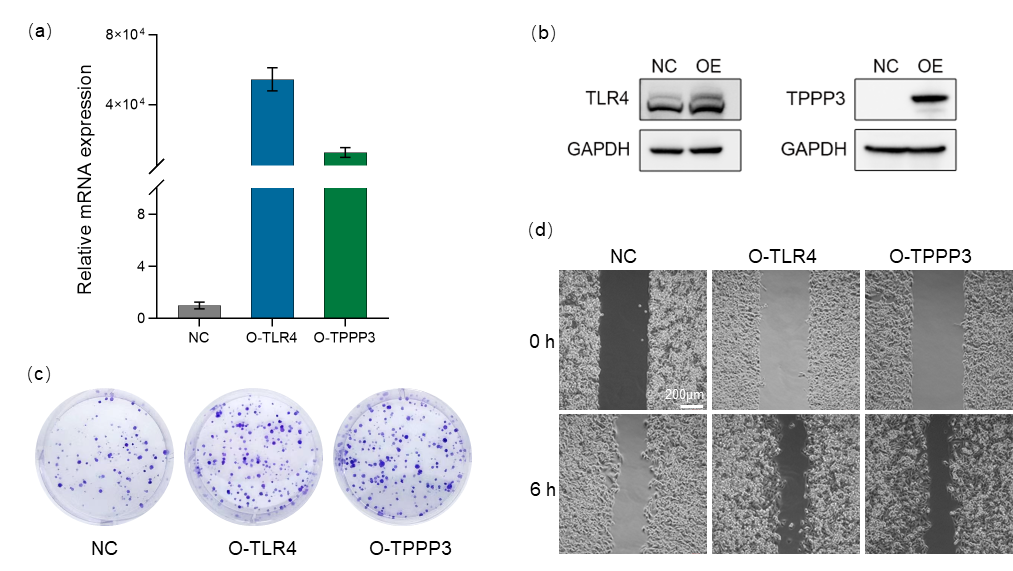 (a)
Relative mRNA expression
8×10⁴
4×10⁴
8
4
0
NC
O-TLR4
O-TPPP3
(b)
NC OE
TLR4
GAPDH
NC OE
TPPP3
GAPDH
(c)
NC
O-TLR4
O-TPPP3
(d)
NC
O-TLR4
O-TPPP3
0 h
200μm
6 h